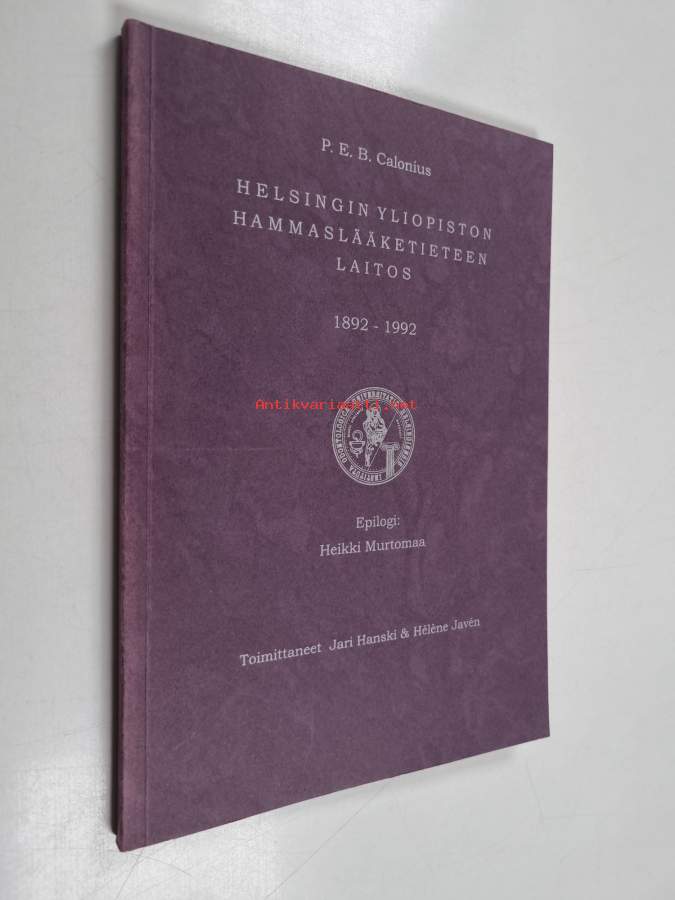 P. E. B. Calonius
HELSINGIN YLIOPISTON
HAMMASLÄÄKETIETEEN
LAITOS
1892 - 1992
Antikvariaatti.net
Epilogi:
Heikki Murtomaa
Toimittaneet Jari Hanski & Hélène Javén